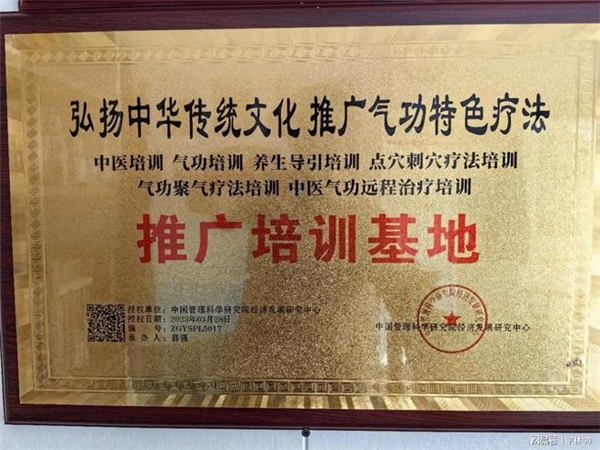 弘扬中华传统文化 推广气功特色疗法
中医培训 气功培训 养生导引培训 点穴刺穴疗法培训
气功聚气疗法培训 中医气功远程治疗培训
推广培训基地
授权单位：中国管理科学研究院经济发展研究中心
授权日期：2023年03月28日
编 号：ZGYSPL5017
承 办 人：薛强
中国管理科学研究院经济发展研究中心